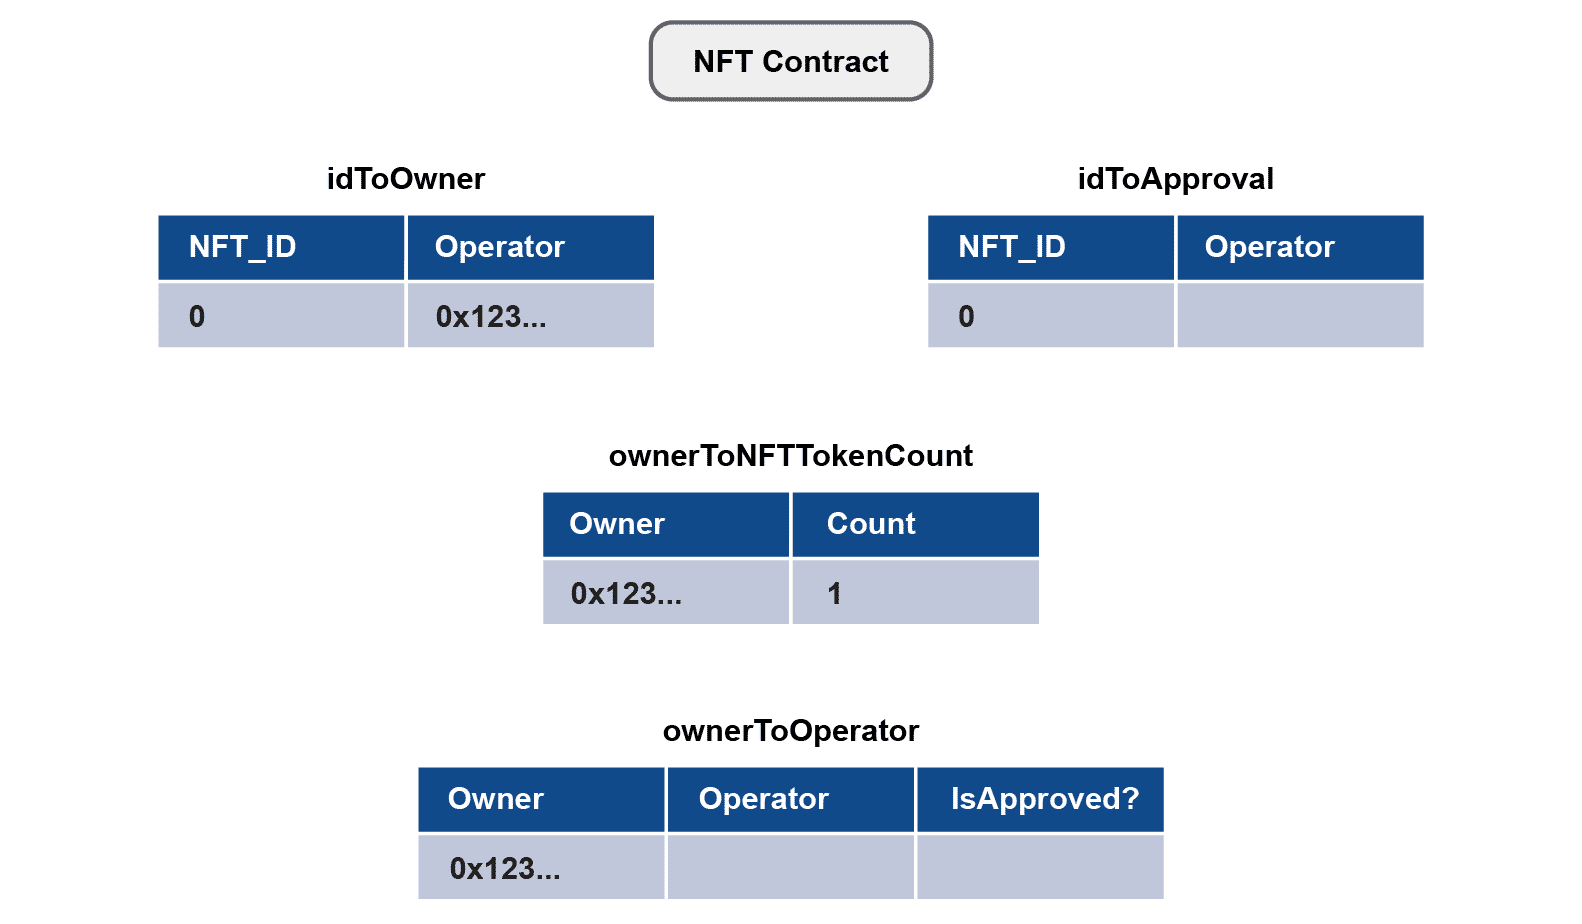 NFT Contract
idToOwner
NFT_ID Operator
0 0x123...
idToApproval
NFT_ID Operator
0
ownerToNFTTokenCount
Owner Count
0x123... 1
ownerToOperator
Owner Operator IsApproved?
0x123...